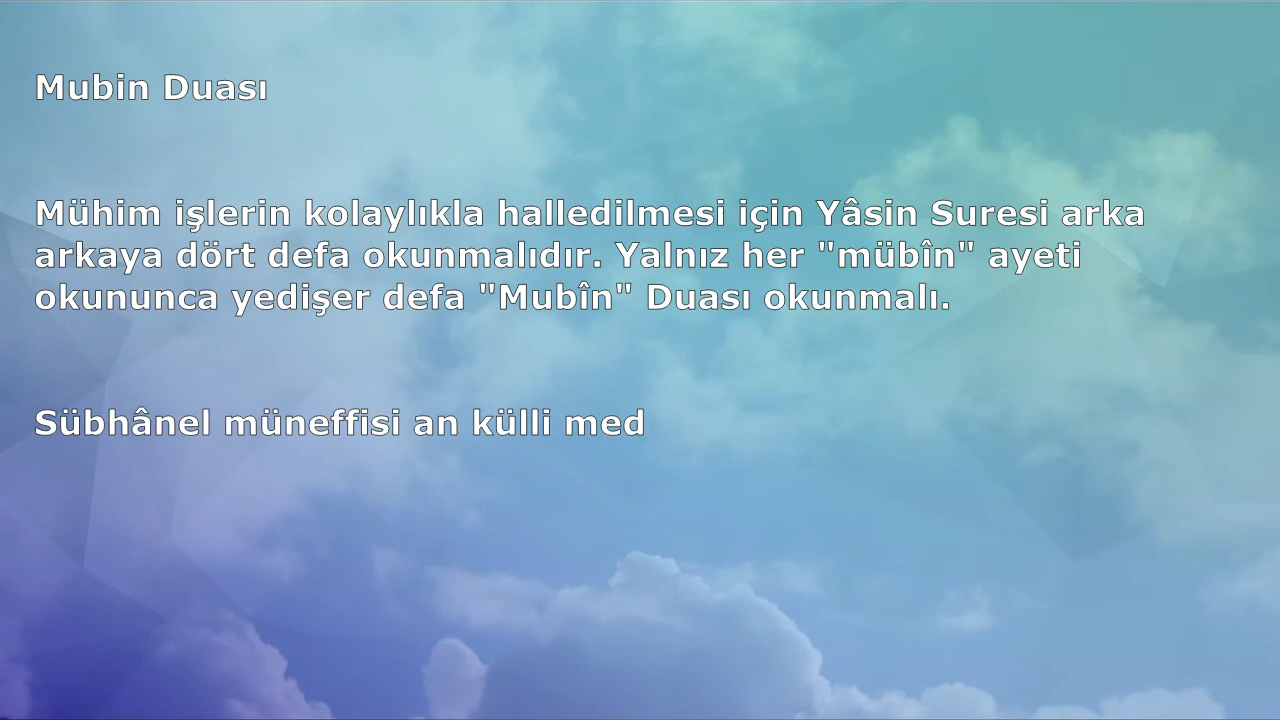 Mubin Duası
Mühim işlerin kolaylıkla halledilmesi için Yâsin Suresi arka
arkaya dört defa okunmalıdır. Yalnız her "mübîn" ayeti
okununca yedişer defa "Mubîn" Duası okunmalı.
Sübhânel müneffisi an külli med